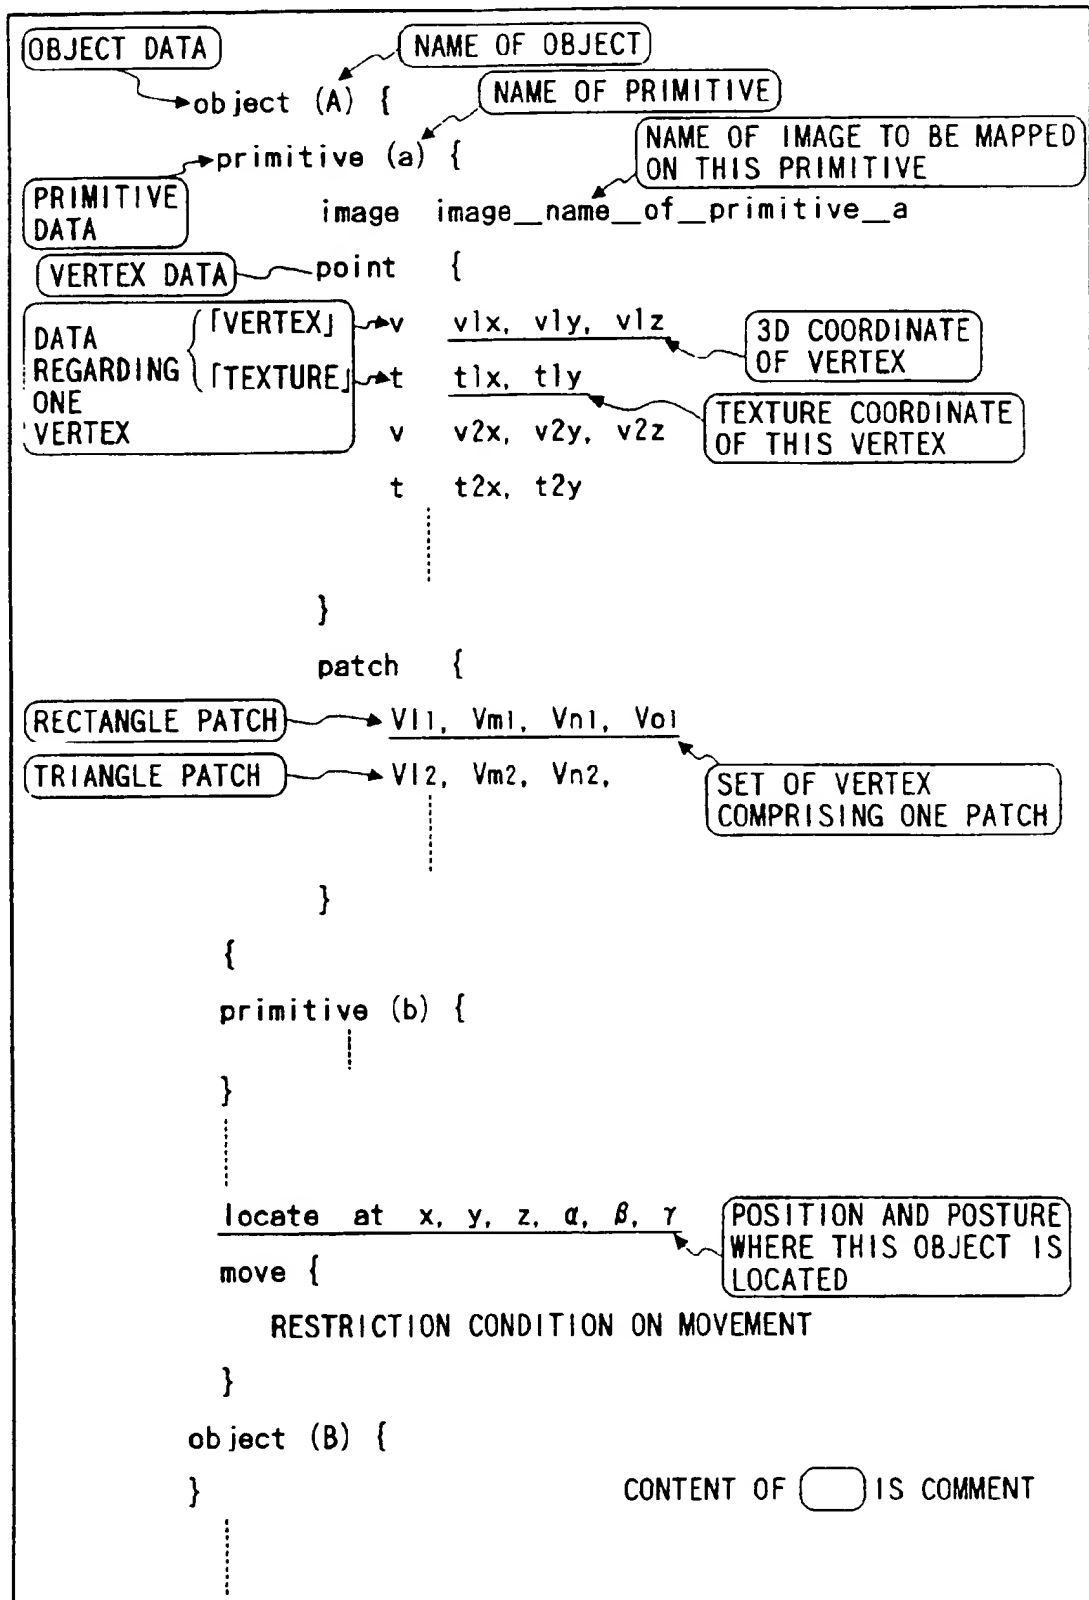 OBJECT DATA
NAME OF OBJECT
object (A) {
NAME OF PRIMITIVE
primitive (a) {
NAME OF IMAGE TO BE MAPPED
ON THIS PRIMITIVE
PRIMITIVE
DATA
image image__name__of__primitive__a
VERTEX DATA
point {
DATA
REGARDING
ONE
VERTEX
「VERTEX」
v v1x, v1y, v1z
3D COORDINATE
OF VERTEX
「TEXTURE」
t t1x, t1y
TEXTURE COORDINATE
OF THIS VERTEX
v v2x, v2y, v2z
t t2x, t2y
}
patch {
RECTANGLE PATCH
Vl1, Vm1, Vn1, Vo1
TRIANGLE PATCH
Vl2, Vm2, Vn2,
SET OF VERTEX
COMPRISING ONE PATCH
}
{
primitive (b) {
}
locate at x, y, z, α, β, γ
POSITION AND POSTURE
WHERE THIS OBJECT IS
LOCATED
move {
RESTRICTION CONDITION ON MOVEMENT
}
object (B) {
}
CONTENT OF IS COMMENT